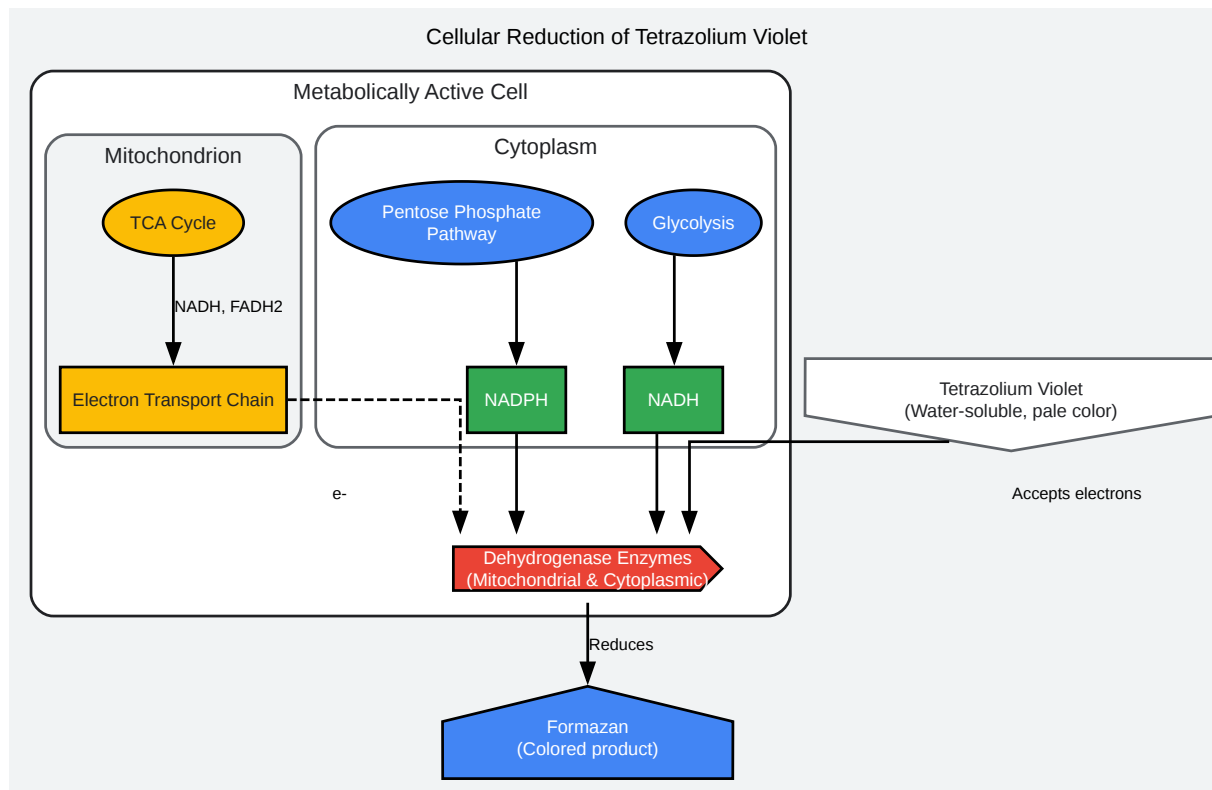 Cellular Reduction of Tetrazolium Violet
Metabolically Active Cell
Mitochondrion
Cytoplasm
TCA Cycle
Pentose Phosphate
Pathway
Glycolysis
NADH, FADH2
Electron Transport Chain
NADPH
NADH
Tetrazolium Violet
(Water-soluble, pale color)
e-
Accepts electrons
Dehydrogenase Enzymes
(Mitochondrial & Cytoplasmic)
Reduces
Formazan
(Colored product)